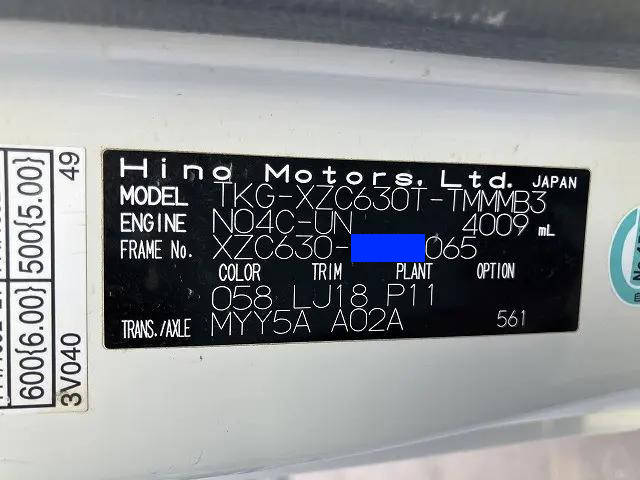 Hino Motors, Ltd. JAPAN
MODEL TKG-XZC630T-TMMMB3
ENGINE N04C-UN 4009 mL
FRAME No. XZC630- 065
COLOR TRIM PLANT OPTION
058 LJ18 P11
TRANS./AXLE MYY5A A02A 561
600{6.00} 500{5.00}
3V040 49